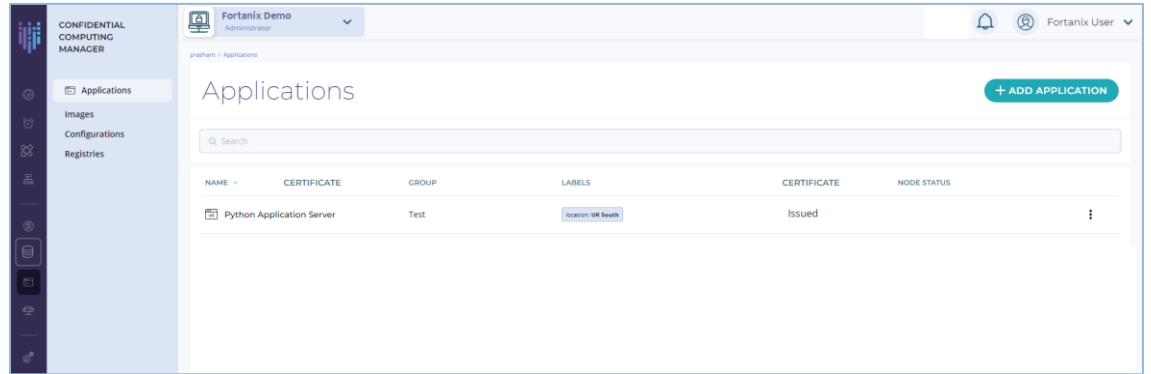 CONFIDENTIAL
COMPUTING
MANAGER
Applications
Images
Configurations
Registries
Fortanix Demo
Administrator
Fortanix User
prashant / Applications
Applications
+ ADD APPLICATION
Search
NAME CERTIFICATE GROUP LABELS CERTIFICATE NODE STATUS
Python Application Server Test location: UK South Issued